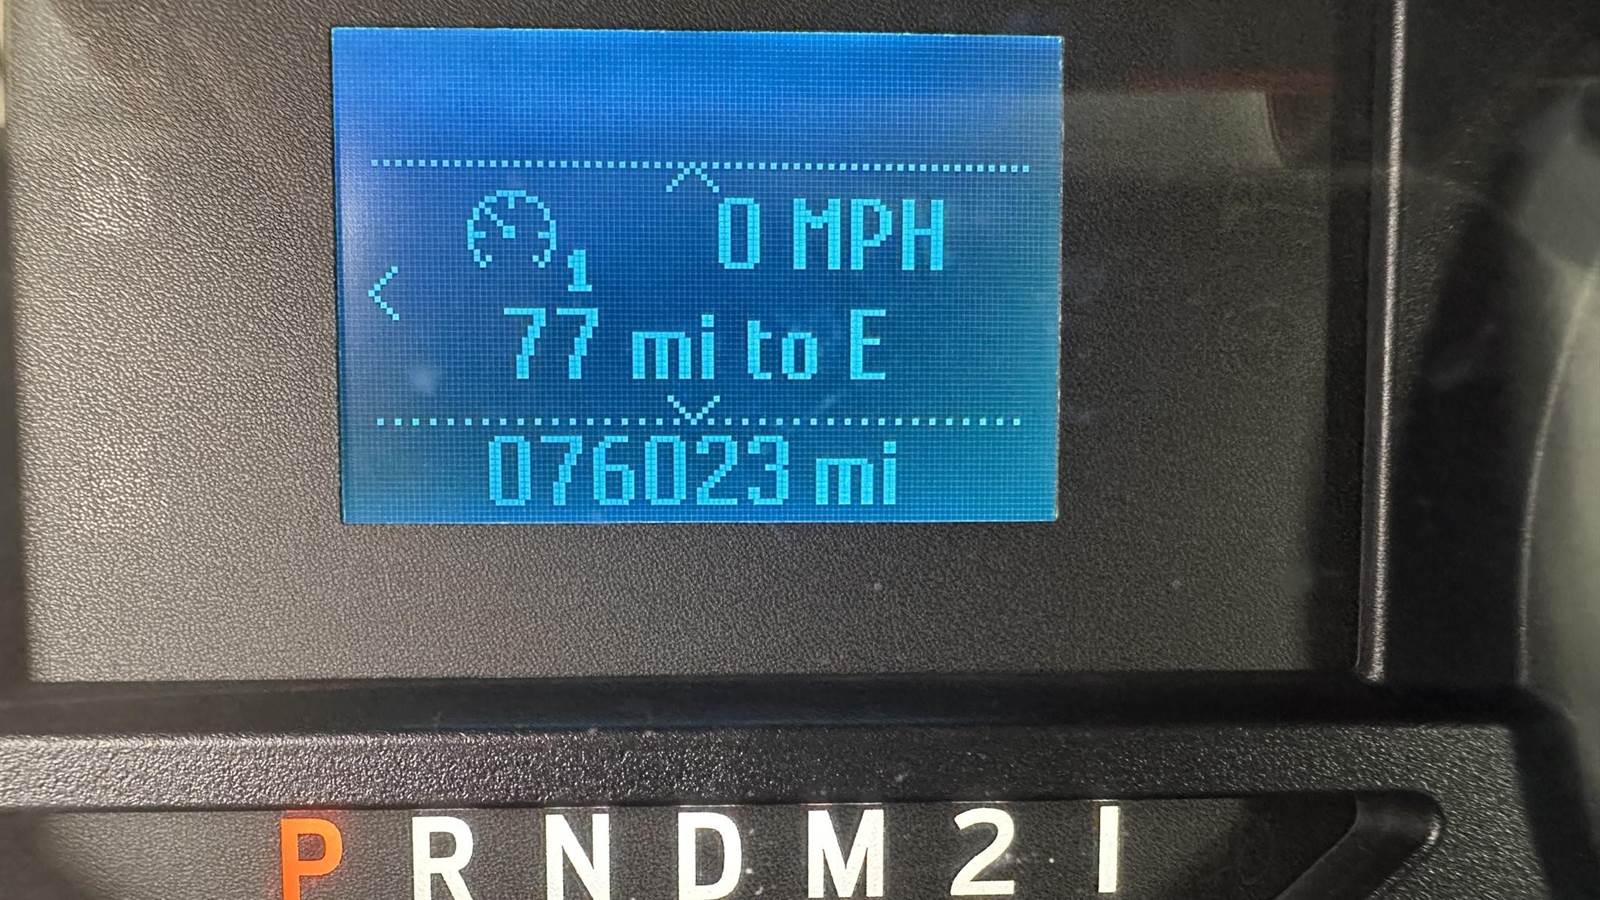 0 MPH
1
77 mi to E
076023 mi
P R N D M 2 1